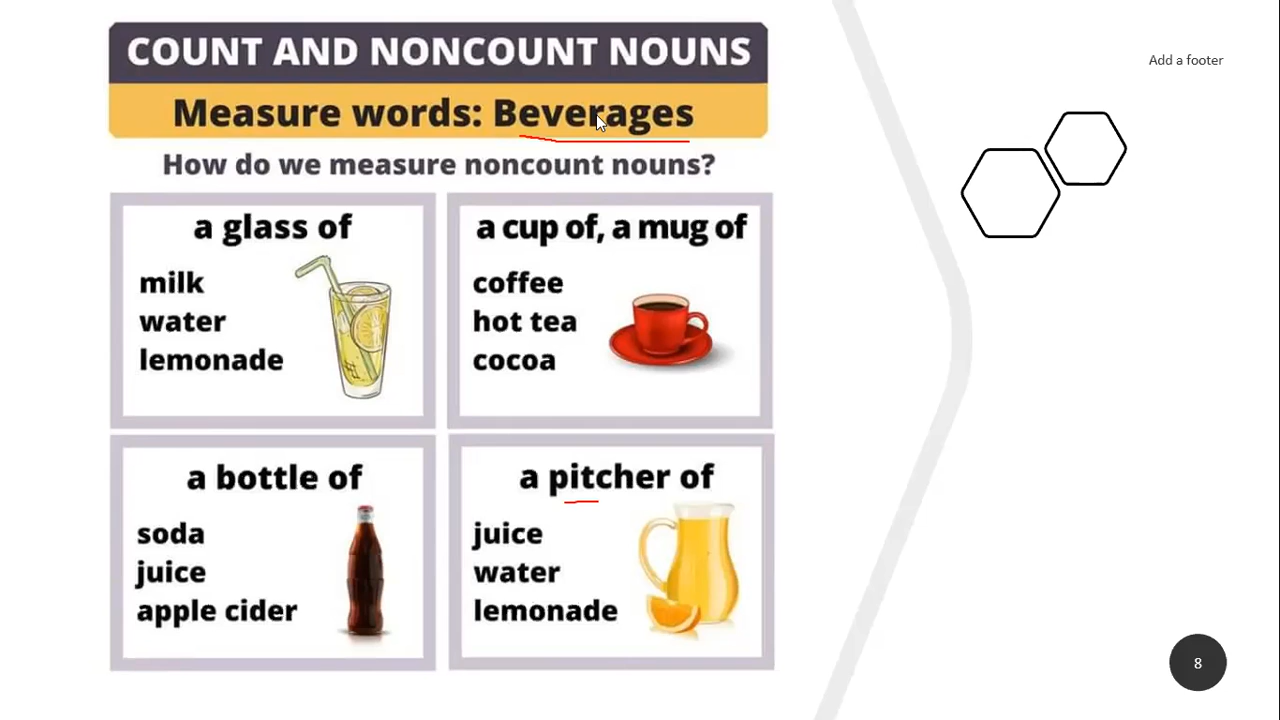 COUNT AND NONCOUNT NOUNS
Measure words: Beverages
How do we measure noncount nouns?
a glass of
milk
water
lemonade
a cup of, a mug of
coffee
hot tea
cocoa
a bottle of
soda
juice
apple cider
a pitcher of
juice
water
lemonade
Add a footer
8